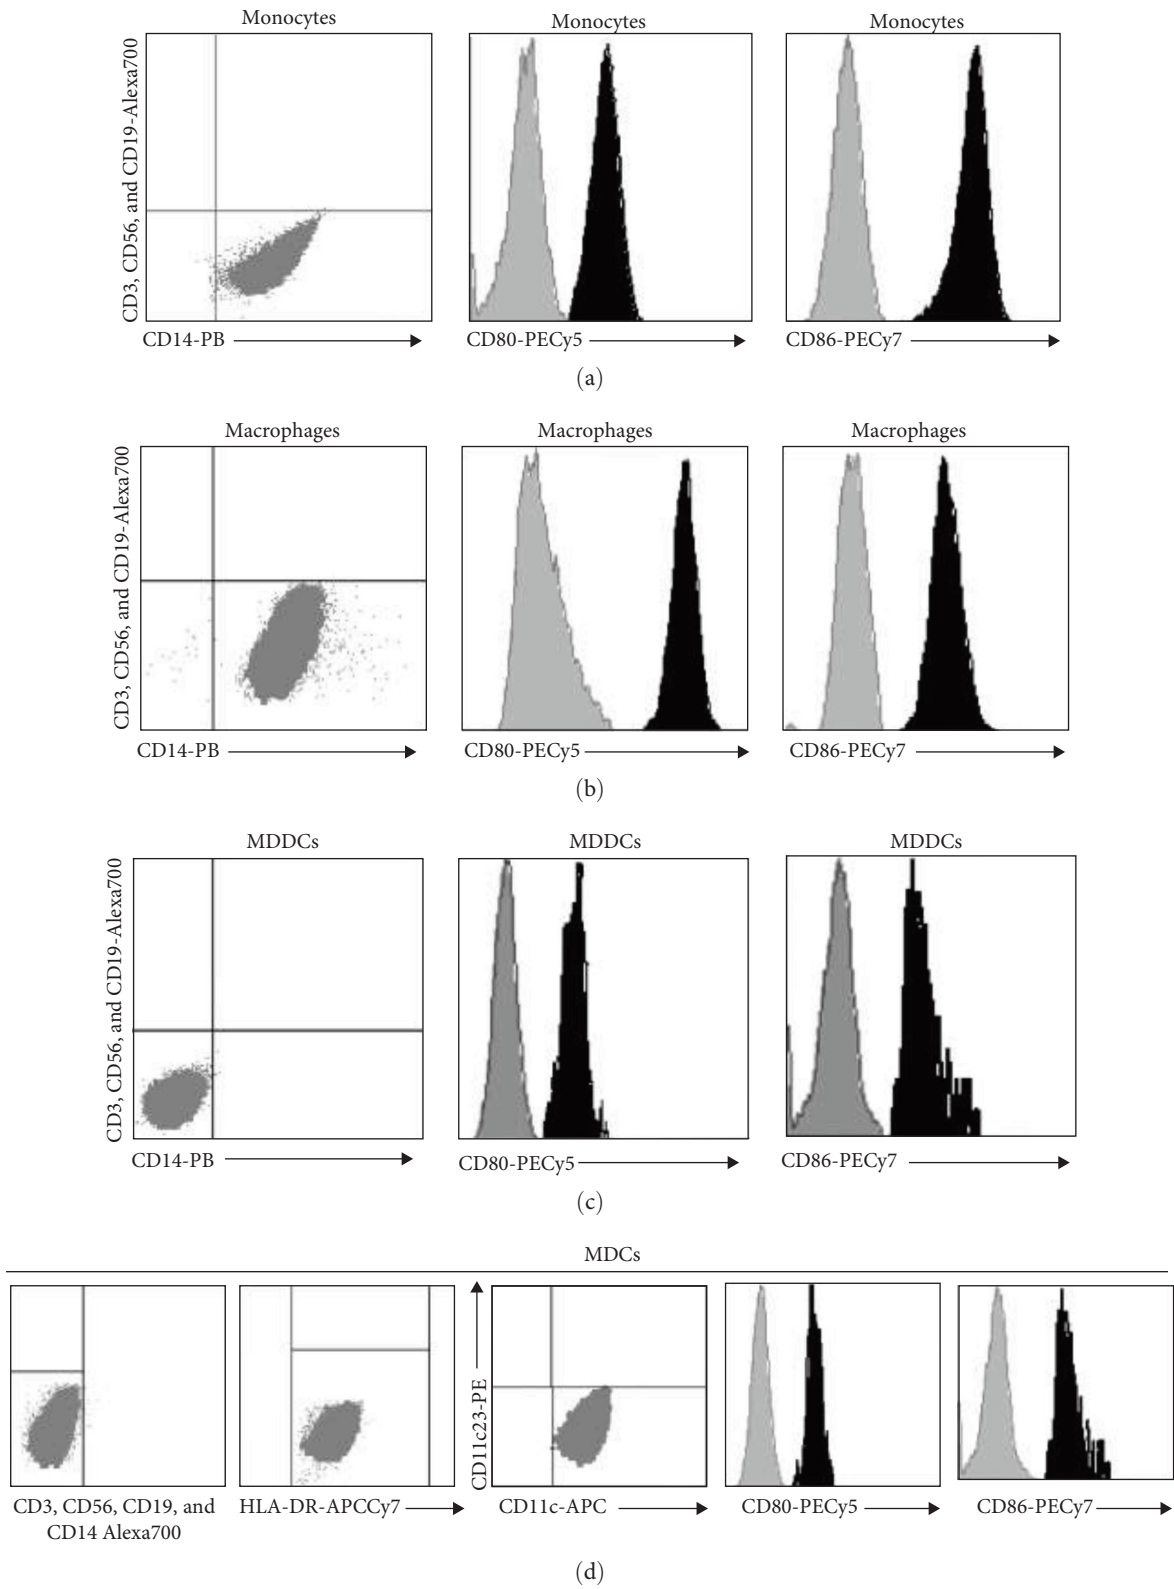 Monocytes
Monocytes
Monocytes
CD3, CD56, and CD19-Alexa700
CD14-PB
CD80-PECy5
CD86-PECy7
(a)
Macrophages
Macrophages
Macrophages
CD3, CD56, and CD19-Alexa700
CD14-PB
CD80-PECy5
CD86-PECy7
(b)
MDDCs
MDDCs
MDDCs
CD3, CD56, and CD19-Alexa700
CD14-PB
CD80-PECy5
CD86-PECy7
(c)
MDCs
CD11c23-PE
CD3, CD56, CD19, and
CD14 Alexa700
HLA-DR-APCCy7
CD11c-APC
CD80-PECy5
CD86-PECy7
(d)